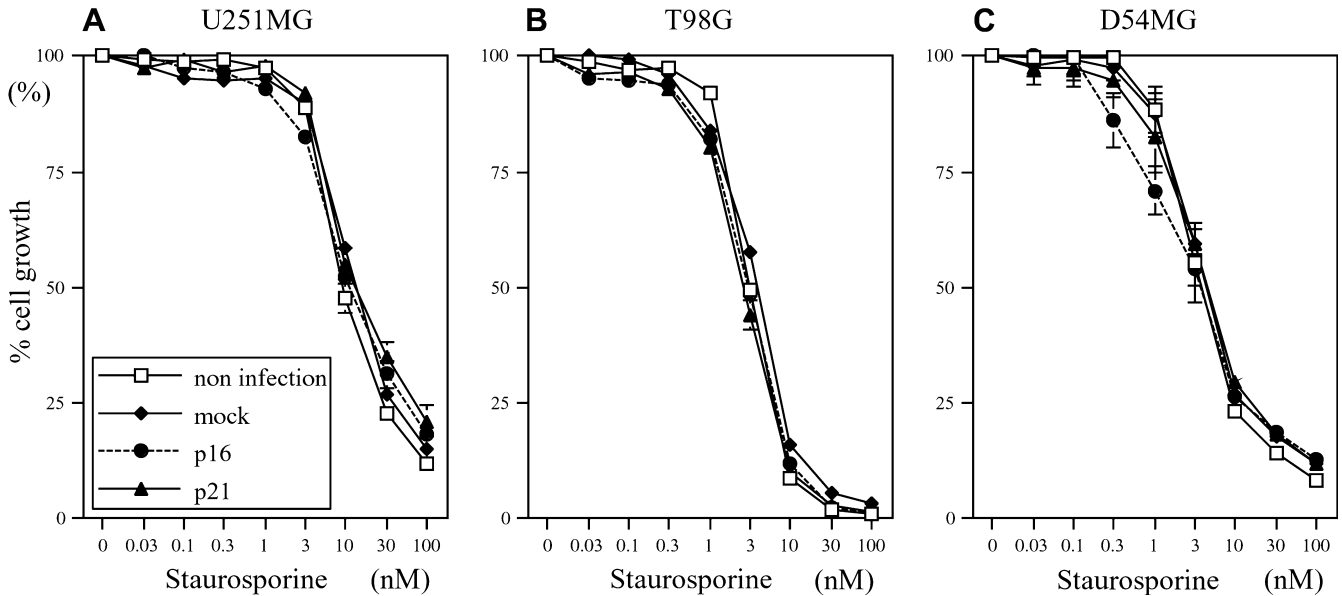 A U251MG
B T98G
C D54MG
(%)
% cell growth
100
75
50
25
0
non infection
mock
p16
p21
0 0.03 0.1 0.3 1 3 10 30 100
Staurosporine (nM)
100
75
50
25
0
0 0.03 0.1 0.3 1 3 10 30 100
Staurosporine (nM)
100
75
50
25
0
0 0.03 0.1 0.3 1 3 10 30 100
Staurosporine (nM)